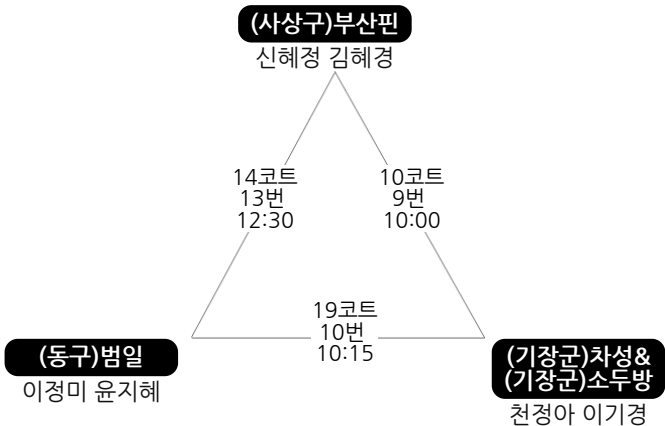 (사상구)부산핀
신혜정 김혜경
14코트
13번
12:30
10코트
9번
10:00
19코트
10번
10:15
(동구)범일
이정미 윤지혜
(기장군)차성&
(기장군)소두방
천정아 이기경